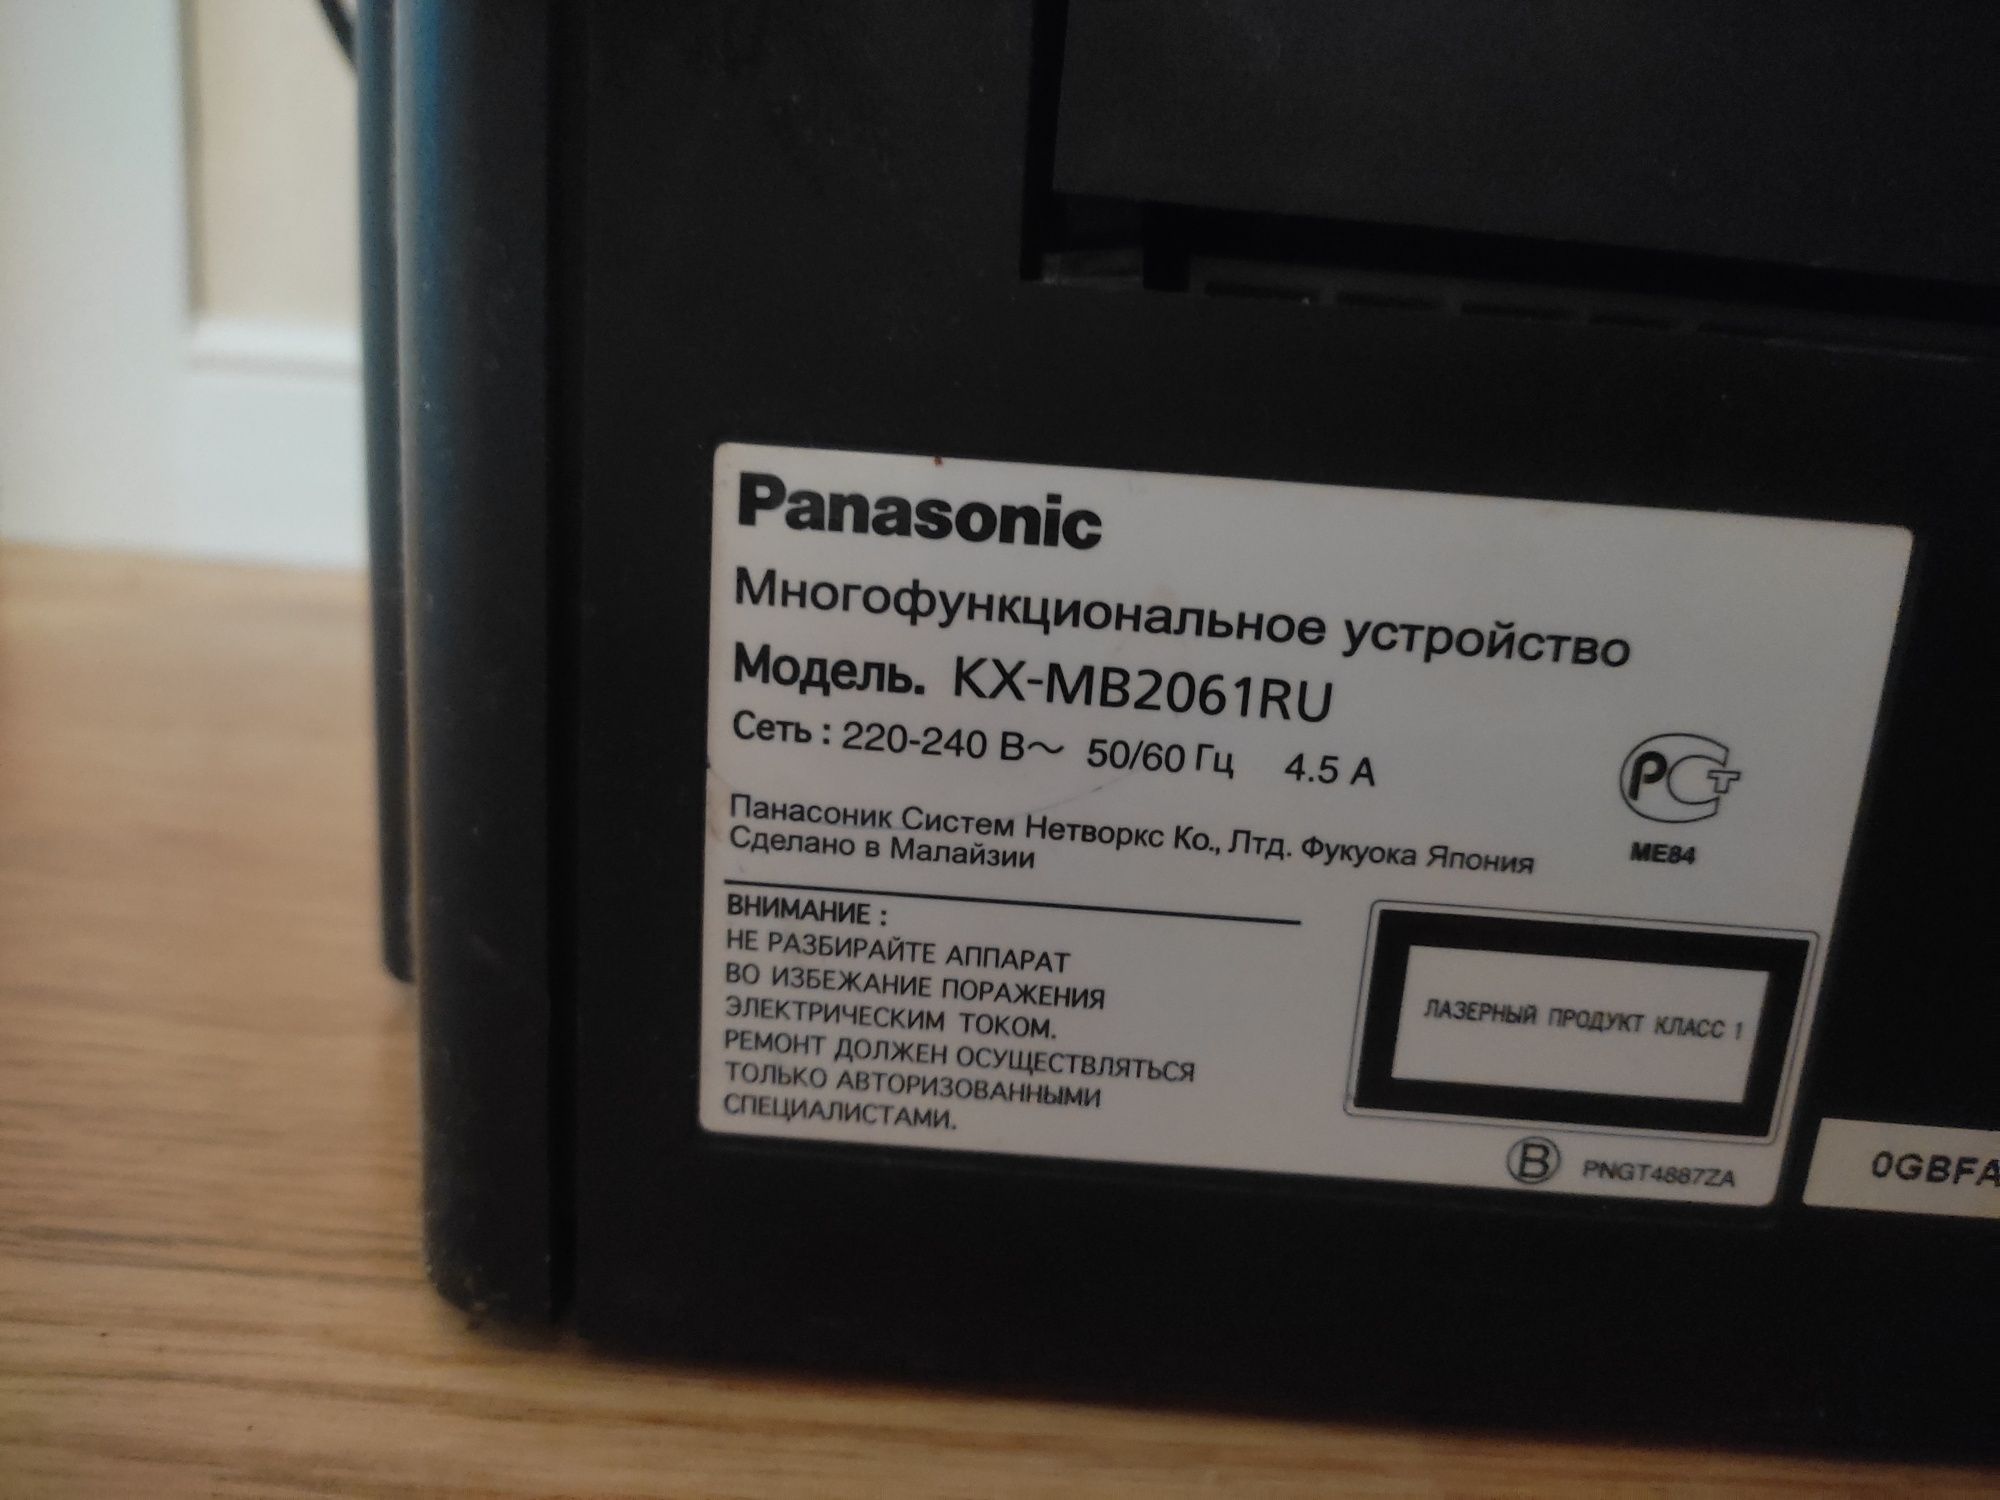 Panasonic
Многофункциональное устройство
Модель. KX-MB2061RU
Сеть : 220-240 В～ 50/60 Гц 4.5 А
Панасоник Систем Нетворкс Ко., Лтд. Фукуока Япония
Сделано в Малайзии
РСТ
МЕ84
ВНИМАНИЕ :
НЕ РАЗБИРАЙТЕ АППАРАТ
ВО ИЗБЕЖАНИЕ ПОРАЖЕНИЯ
ЭЛЕКТРИЧЕСКИМ ТОКОМ.
РЕМОНТ ДОЛЖЕН ОСУЩЕСТВЛЯТЬСЯ
ТОЛЬКО АВТОРИЗОВАННЫМИ
СПЕЦИАЛИСТАМИ.
ЛАЗЕРНЫЙ ПРОДУКТ КЛАСС 1
B PNGT4887ZA
0GBFA